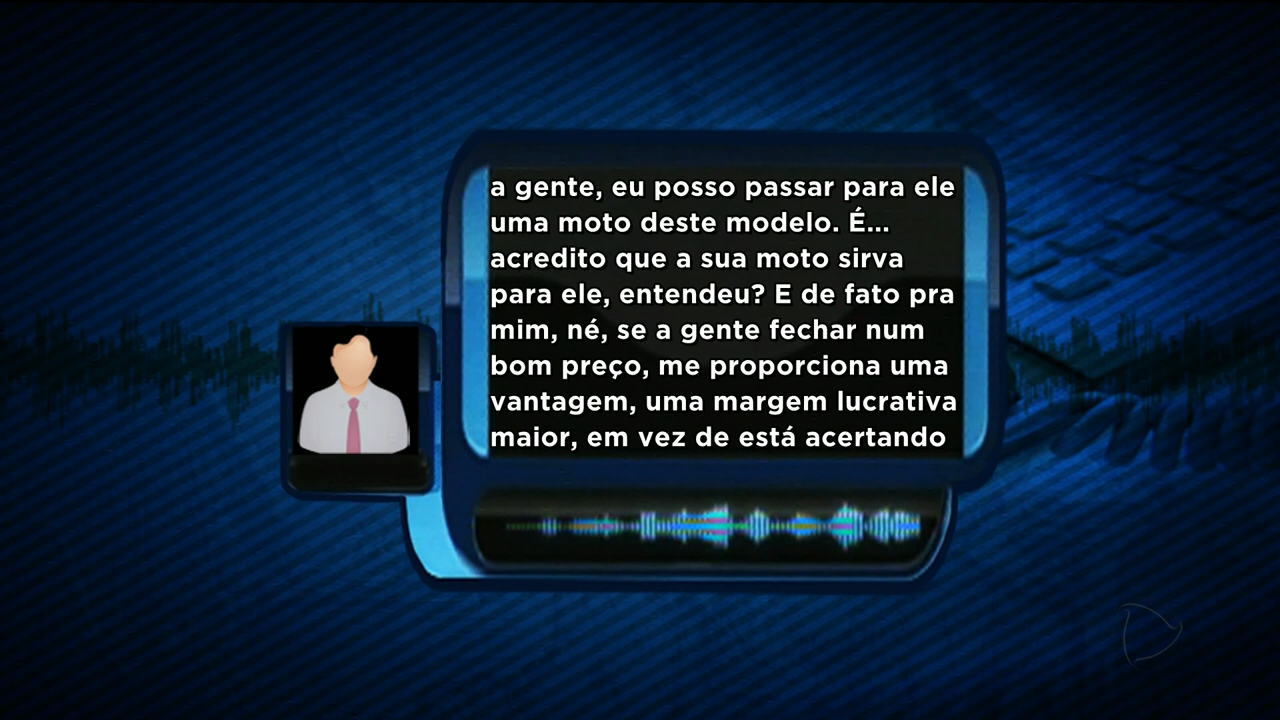 a gente, eu posso passar para ele
uma moto deste modelo. É...
acredito que a sua moto sirva
para ele, entendeu? E de fato pra
mim, né, se a gente fechar num
bom preço, me proporciona uma
vantagem, uma margem lucrativa
maior, em vez de está acertando